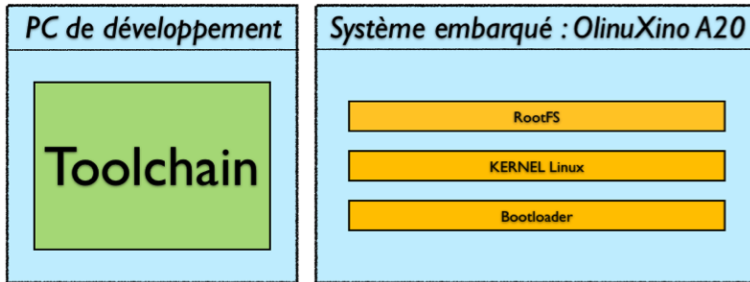 PC de développement
Toolchain
Système embarqué : OlinuXino A20
RootFS
KERNEL Linux
Bootloader